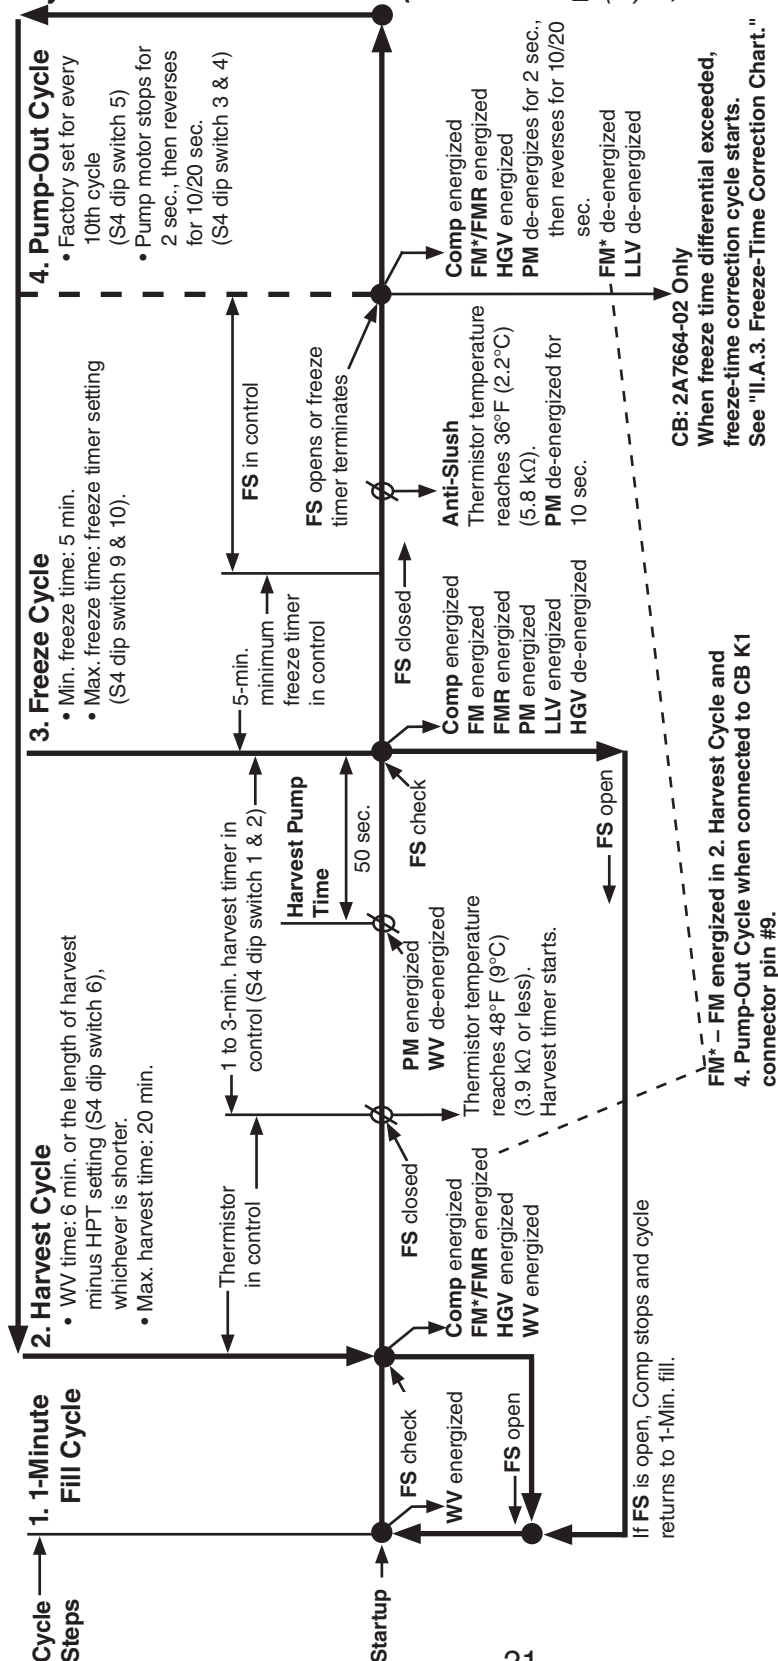 Cycle
Steps
1. 1-Minute
Fill Cycle
2. Harvest Cycle
• WV time: 6 min. or the length of harvest
minus HPT setting (S4 dip switch 6),
whichever is shorter.
• Max. harvest time: 20 min.
3. Freeze Cycle
• Min. freeze time: 5 min.
• Max. freeze time: freeze timer setting
(S4 dip switch 9 & 10).
4. Pump-Out Cycle
• Factory set for every
10th cycle
(S4 dip switch 5)
• Pump motor stops for
2 sec., then reverses
for 10/20 sec.
(S4 dip switch 3 & 4)
Thermistor
in control
1 to 3-min. harvest timer in
control (S4 dip switch 1 & 2)
Harvest Pump
Time
50 sec.
5-min.
minimum
freeze timer
in control
FS in control
FS opens or freeze
timer terminates
Startup
FS check
WV energized
FS open
FS closed
Comp energized
FM*/FMR energized
HGV energized
WV energized
Thermistor temperature
reaches 48°F (9°C)
(3.9 kΩ or less).
Harvest timer starts.
PM energized
WV de-energized
FS check
FS open
FS closed
Comp energized
FM energized
FMR energized
PM energized
LLV energized
HGV de-energized
Anti-Slush
Thermistor temperature
reaches 36°F (2.2°C)
(5.8 kΩ).
PM de-energized for
10 sec.
Comp energized
FM*/FMR energized
HGV energized
PM de-energizes for 2 sec.,
then reverses for 10/20
sec.
FM* de-energized
LLV de-energized
If FS is open, Comp stops and cycle
returns to 1-Min. fill.
FM* – FM energized in 2. Harvest Cycle and
4. Pump-Out Cycle when connected to CB K1
connector pin #9.
CB: 2A7664-02 Only
When freeze time differential exceeded,
freeze-time correction cycle starts.
See "II.A.3. Freeze-Time Correction Chart."